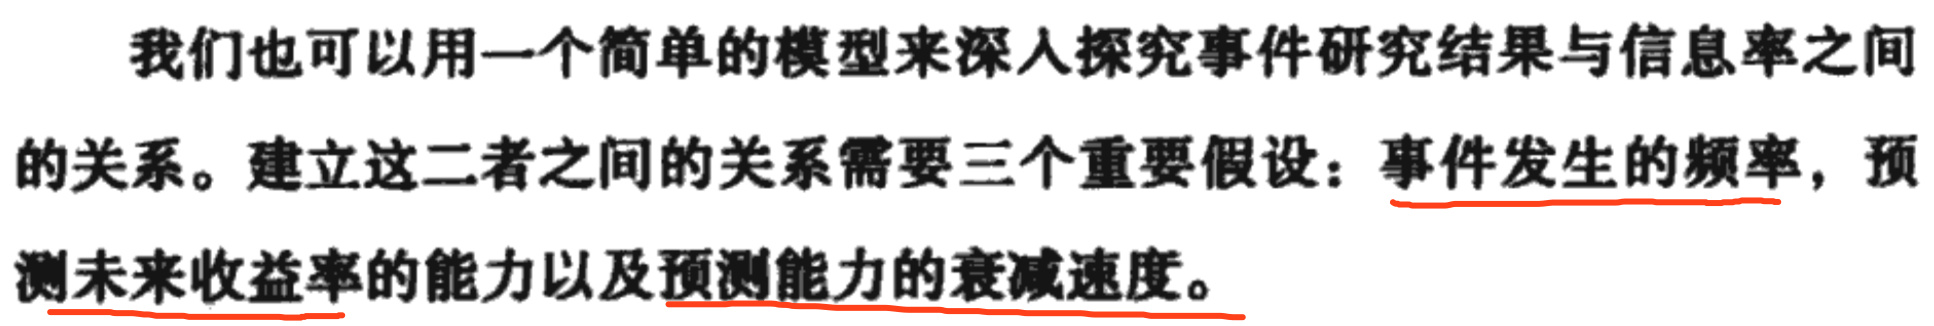 我们也可以用一个简单的模型来深入探究事件研究结果与信息率之间
的关系。建立这二者之间的关系需要三个重要假设：事件发生的频率，预
测未来收益率的能力以及预测能力的衰减速度。